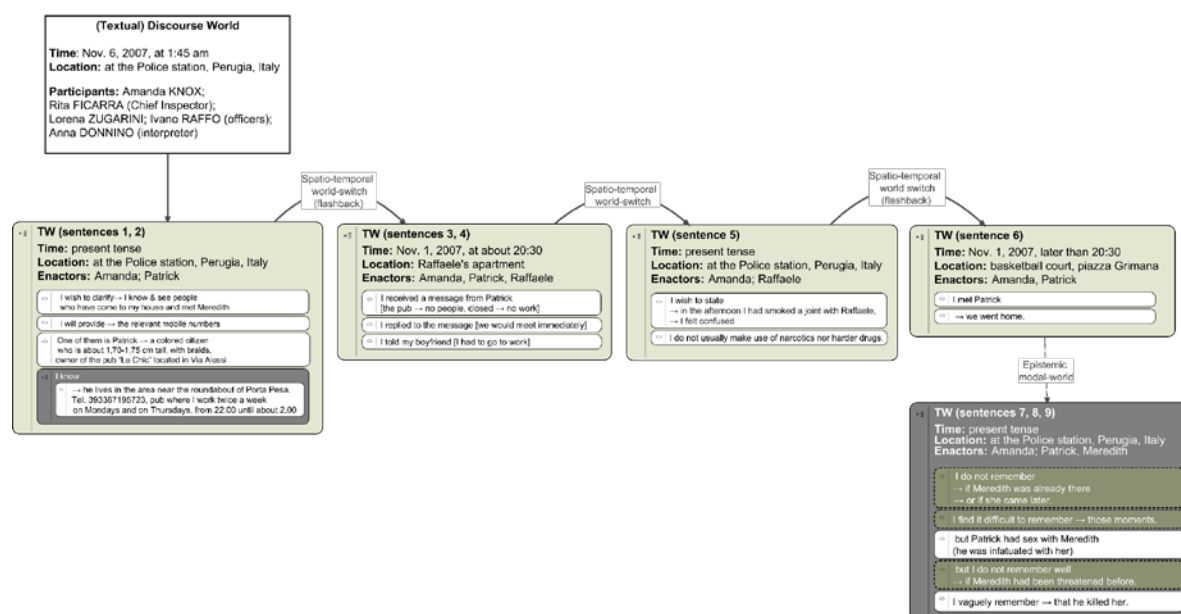 (Textual) Discourse World
Time: Nov. 6, 2007, at 1:45 am
Location: at the Police station, Perugia, Italy
Participants: Amanda KNOX;
Rita FICARRA (Chief Inspector);
Lorena ZUGARINI; Ivano RAFFO (officers);
Anna DONNINO (interpreter)
Spatio-temporal
world-switch
(flashback)
Spatio-temporal
world-switch
Spatio-temporal
world switch
(flashback)
TW (sentences 1, 2)
Time: present tense
Location: at the Police station, Perugia, Italy
Enactors: Amanda; Patrick
I wish to clarify→ I know & see people
who have come to my house and met Meredith
I will provide → the relevant mobile numbers
One of them is Patrick → a colored citizen
who is about 1,70-1,75 cm tall, with braids,
owner of the pub "Le Chic" located in Via Alessi
I know
→ he lives in the area near the roundabout of Porta Pesa.
Tel. 393387195723, pub where I work twice a week
on Mondays and on Thursdays, from 22.00 until about 2.00
TW (sentences 3, 4)
Time: Nov. 1, 2007, at about 20:30
Location: Raffaele's apartment
Enactors: Amanda, Patrick, Raffaele
I received a message from Patrick
[the pub → no people, closed → no work]
I replied to the message [we would meet immediately]
I told my boyfriend [I had to go to work]
TW (sentence 5)
Time: present tense
Location: at the Police station, Perugia, Italy
Enactors: Amanda; Raffaele
I wish to state
→ in the afternoon I had smoked a joint with Raffaele,
→ I felt confused
I do not usually make use of narcotics nor harder drugs.
TW (sentence 6)
Time: Nov. 1, 2007, later than 20:30
Location: basketball court, piazza Grimana
Enactors: Amanda, Patrick
I met Patrick
→ we went home.
Epistemic
modal-world
TW (sentences 7, 8, 9)
Time: present tense
Location: at the Police station, Perugia, Italy
Enactors: Amanda; Patrick, Meredith
I do not remember
→ if Meredith was already there
→ or if she came later.
I find it difficult to remember → those moments.
but Patrick had sex with Meredith
(he was infatuated with her)
but I do not remember well
→ if Meredith had been threatened before.
I vaguely remember → that he killed her.